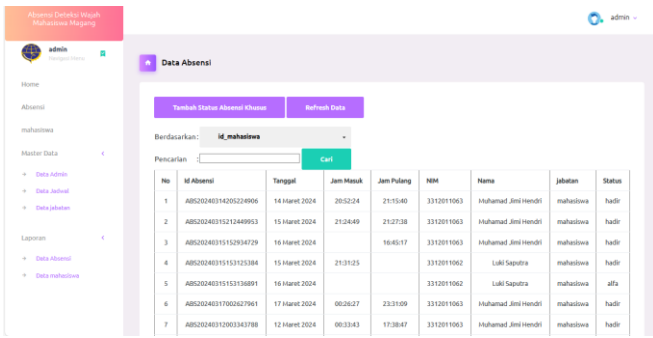 Absensi Deteksi Wajah
Mahasiswa Magang
admin
admin
Navigasi Menu
Home
Absensi
mahasiswa
Master Data
Data Admin
Data Jadwal
Data Jabatan
Laporan
Data Absensi
Data mahasiswa
Data Absensi
Tambah Status Absensi Khusus Refresh Data
Berdasarkan: id_mahasiswa
Pencarian : Cari
No Id Absensi Tanggal Jam Masuk Jam Pulang NIM Nama Jabatan Status
1 ABS20240314205224906 14 Maret 2024 20:52:24 21:15:40 3312011063 Muhamad Jimi Hendri mahasiswa hadir
2 ABS20240315212449953 15 Maret 2024 21:24:49 21:27:38 3312011063 Muhamad Jimi Hendri mahasiswa hadir
3 ABS20240315152934729 16 Maret 2024 16:45:17 3312011063 Muhamad Jimi Hendri mahasiswa hadir
4 ABS20240315153125384 15 Maret 2024 21:31:25 3312011062 Luki Saputra mahasiswa hadir
5 ABS20240315153136891 16 Maret 2024 3312011062 Luki Saputra mahasiswa alfa
6 ABS20240317002627961 17 Maret 2024 00:26:27 23:31:09 3312011063 Muhamad Jimi Hendri mahasiswa hadir
7 ABS20240312003343788 12 Maret 2024 00:33:43 17:38:47 3312011063 Muhamad Jimi Hendri mahasiswa hadir